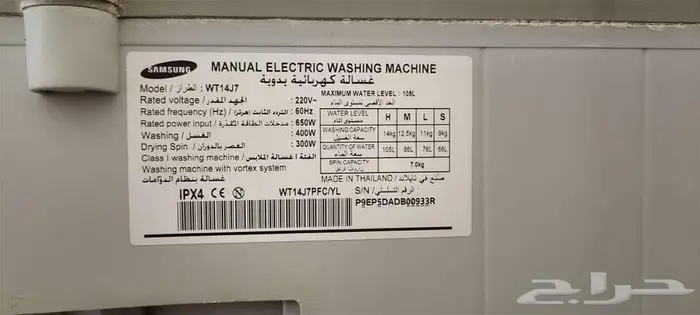 SAMSUNG
MANUAL ELECTRIC WASHING MACHINE
غسالة كهربائية يدوية
Model / الطراز : WT14J7
Rated voltage / الجهد المقدر : 220V~
Rated frequency (Hz) / التردد الثابت (هرتز) : 60Hz
Rated power input / مدخلات الطاقة المقدرة : 650W
Washing / الغسيل : 400W
Drying Spin / العصر بالدوران : 300W
Class I washing machine / الفئة I غسالة الملابس
Washing machine with vortex system
غسالة بنظام الدوامات
MAXIMUM WATER LEVEL : 105L
الحد الأقصى لمستوى الماء
WATER LEVEL مستوى الماء H M L S
WASHING CAPACITY سعة الغسيل 14kg 12.5kg 11kg 9kg
QUANTITY OF WATER سعة الماء 105L 86L 76L 66L
SPIN CAPACITY 7.0kg
MADE IN THAILAND / صنع في تايلاند
IPX4 CE WT14J7PFC/YL S/N / الرقم التسلسلي :
P9EP5DADB00933R
حراج